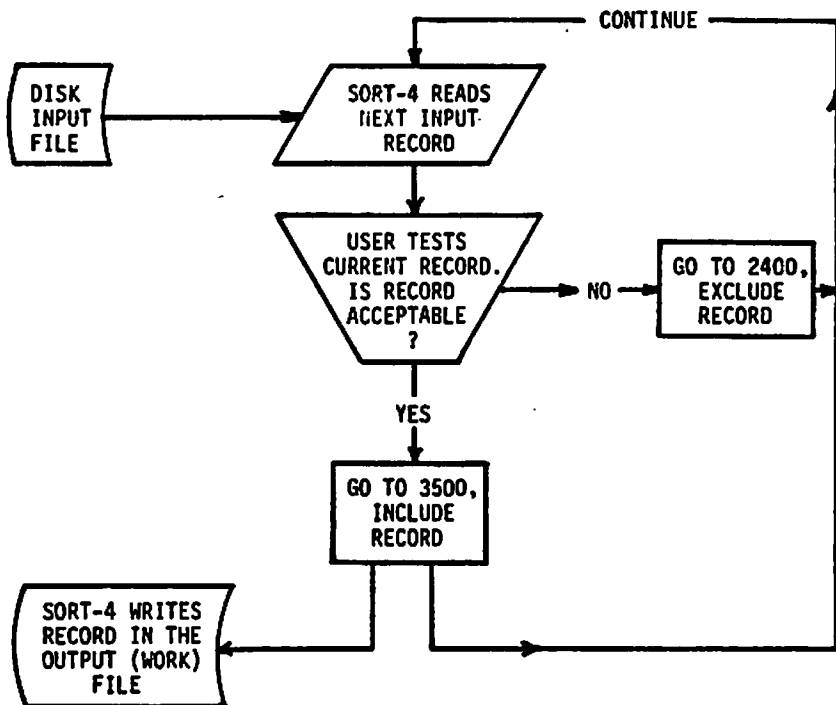 CONTINUE
DISK
INPUT
FILE
SORT-4 READS
NEXT INPUT
RECORD
USER TESTS
CURRENT RECORD.
IS RECORD
ACCEPTABLE
?
NO
GO TO 2400,
EXCLUDE
RECORD
YES
GO TO 3500,
INCLUDE
RECORD
SORT-4 WRITES
RECORD IN THE
OUTPUT (WORK)
FILE